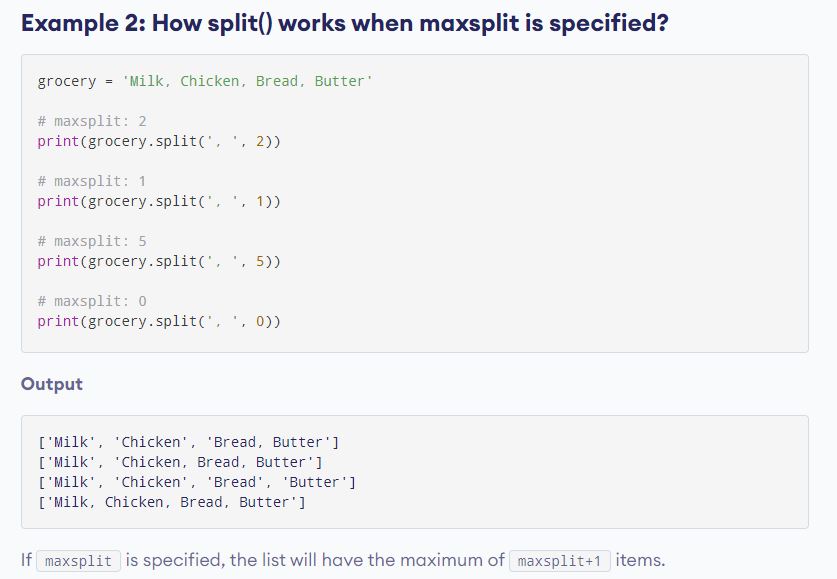 Example 2: How split() works when maxsplit is specified?
grocery = 'Milk, Chicken, Bread, Butter'
# maxsplit: 2
print(grocery.split(', ', 2))
# maxsplit: 1
print(grocery.split(', ', 1))
# maxsplit: 5
print(grocery.split(', ', 5))
# maxsplit: 0
print(grocery.split(', ', 0))
Output
['Milk', 'Chicken', 'Bread, Butter']
['Milk', 'Chicken, Bread, Butter']
['Milk', 'Chicken', 'Bread', 'Butter']
['Milk, Chicken, Bread, Butter']
If maxsplit is specified, the list will have the maximum of maxsplit+1 items.